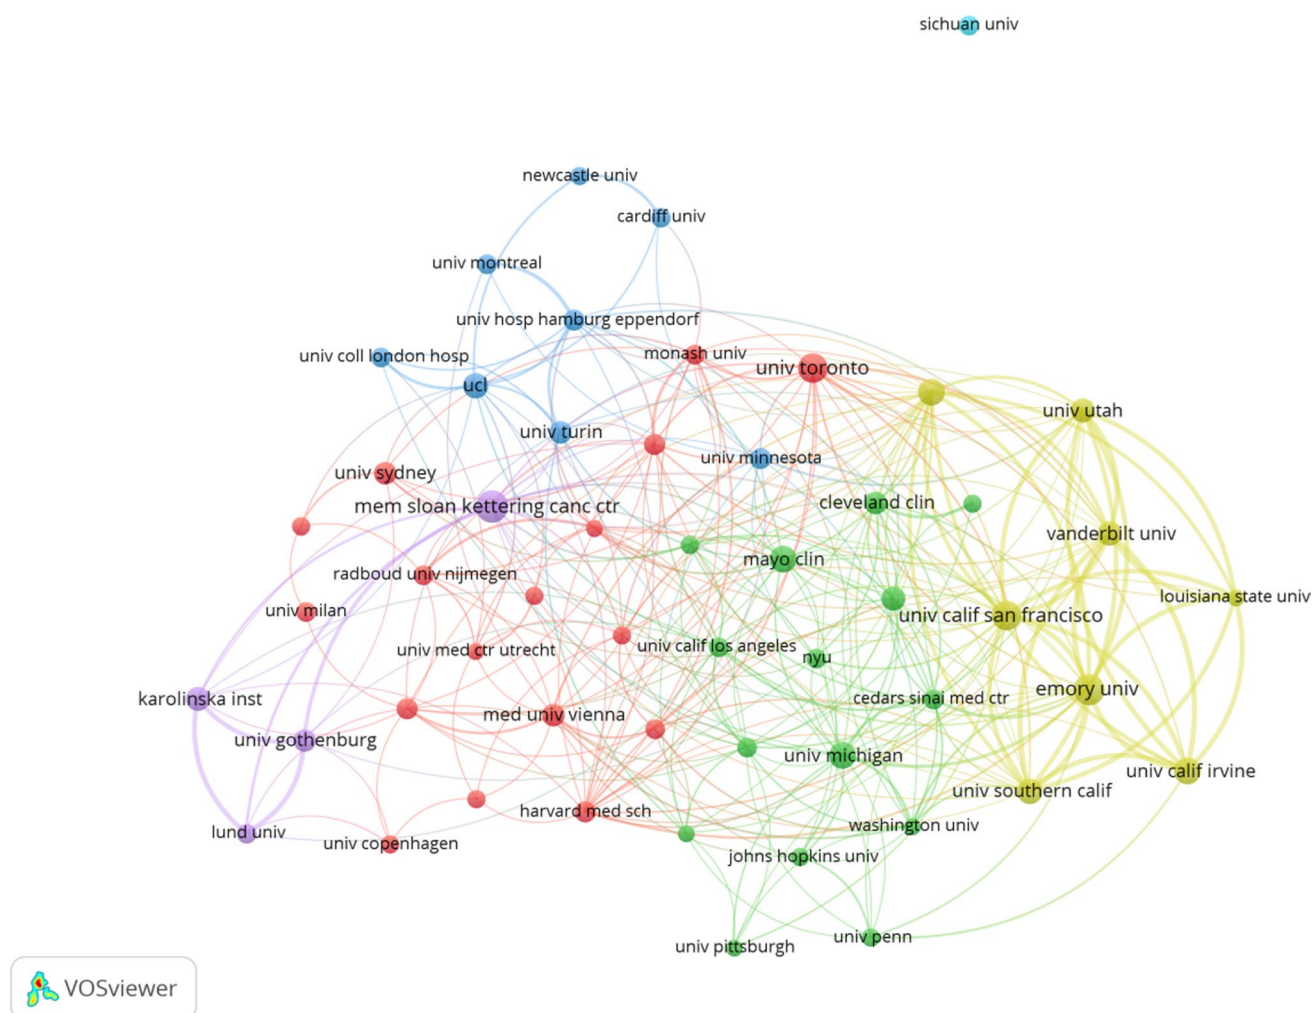 sichuan univ
newcastle univ
cardiff univ
univ montreal
univ hosp hamburg eppendorf
univ coll london hosp
monash univ
univ toronto
ucl
univ utah
univ turin
univ minnesota
univ sydney
cleveland clin
mem sloan kettering canc ctr
vanderbilt univ
mayo clin
radboud univ nijmegen
louisiana state univ
univ milan
univ calif san francisco
univ med ctr utrecht
univ calif los angeles
nyu
emory univ
karolinska inst
cedars sinai med ctr
med univ vienna
univ gothenburg
univ michigan
univ calif irvine
univ southern calif
harvard med sch
washington univ
lund univ
univ copenhagen
johns hopkins univ
univ penn
univ pittsburgh
VOSviewer